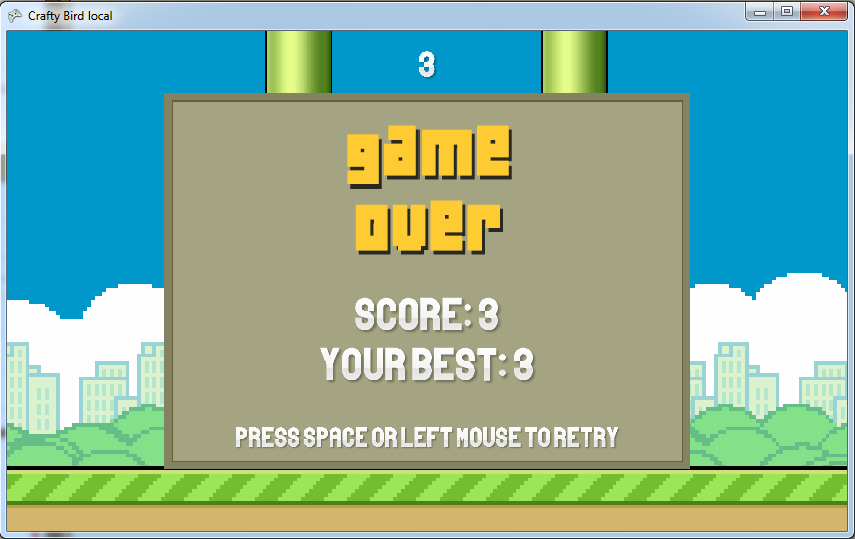 Crafty Bird local
3
game
over
SCORE: 3
YOUR BEST: 3
PRESS SPACE OR LEFT MOUSE TO RETRY